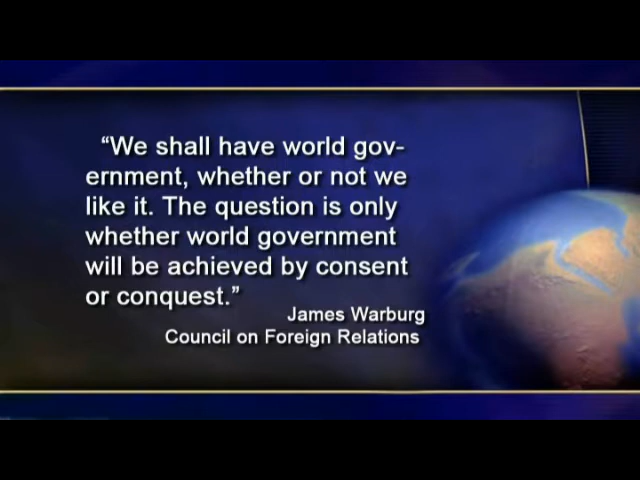 “We shall have world gov-
ernment, whether or not we
like it. The question is only
whether world government
will be achieved by consent
or conquest.”
James Warburg
Council on Foreign Relations